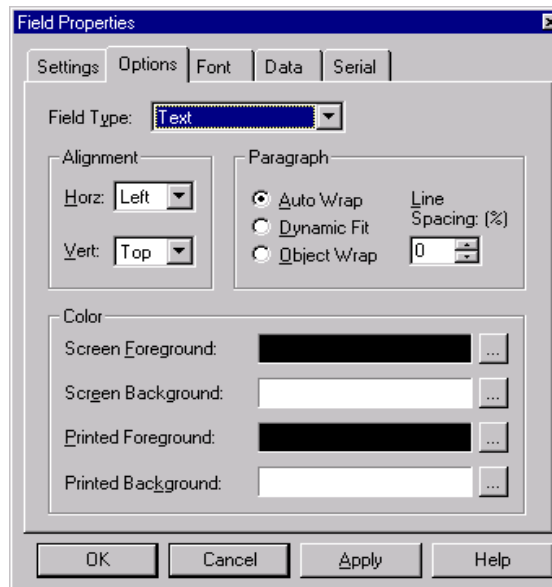 Field Properties
Settings Options Font Data Serial
Field Type: Text
Alignment
Horz: Left
Vert: Top
Paragraph
Auto Wrap
Dynamic Fit
Object Wrap
Line
Spacing: (%)
0
Color
Screen Foreground: ...
Screen Background: ...
Printed Foreground: ...
Printed Background: ...
OK Cancel Apply Help